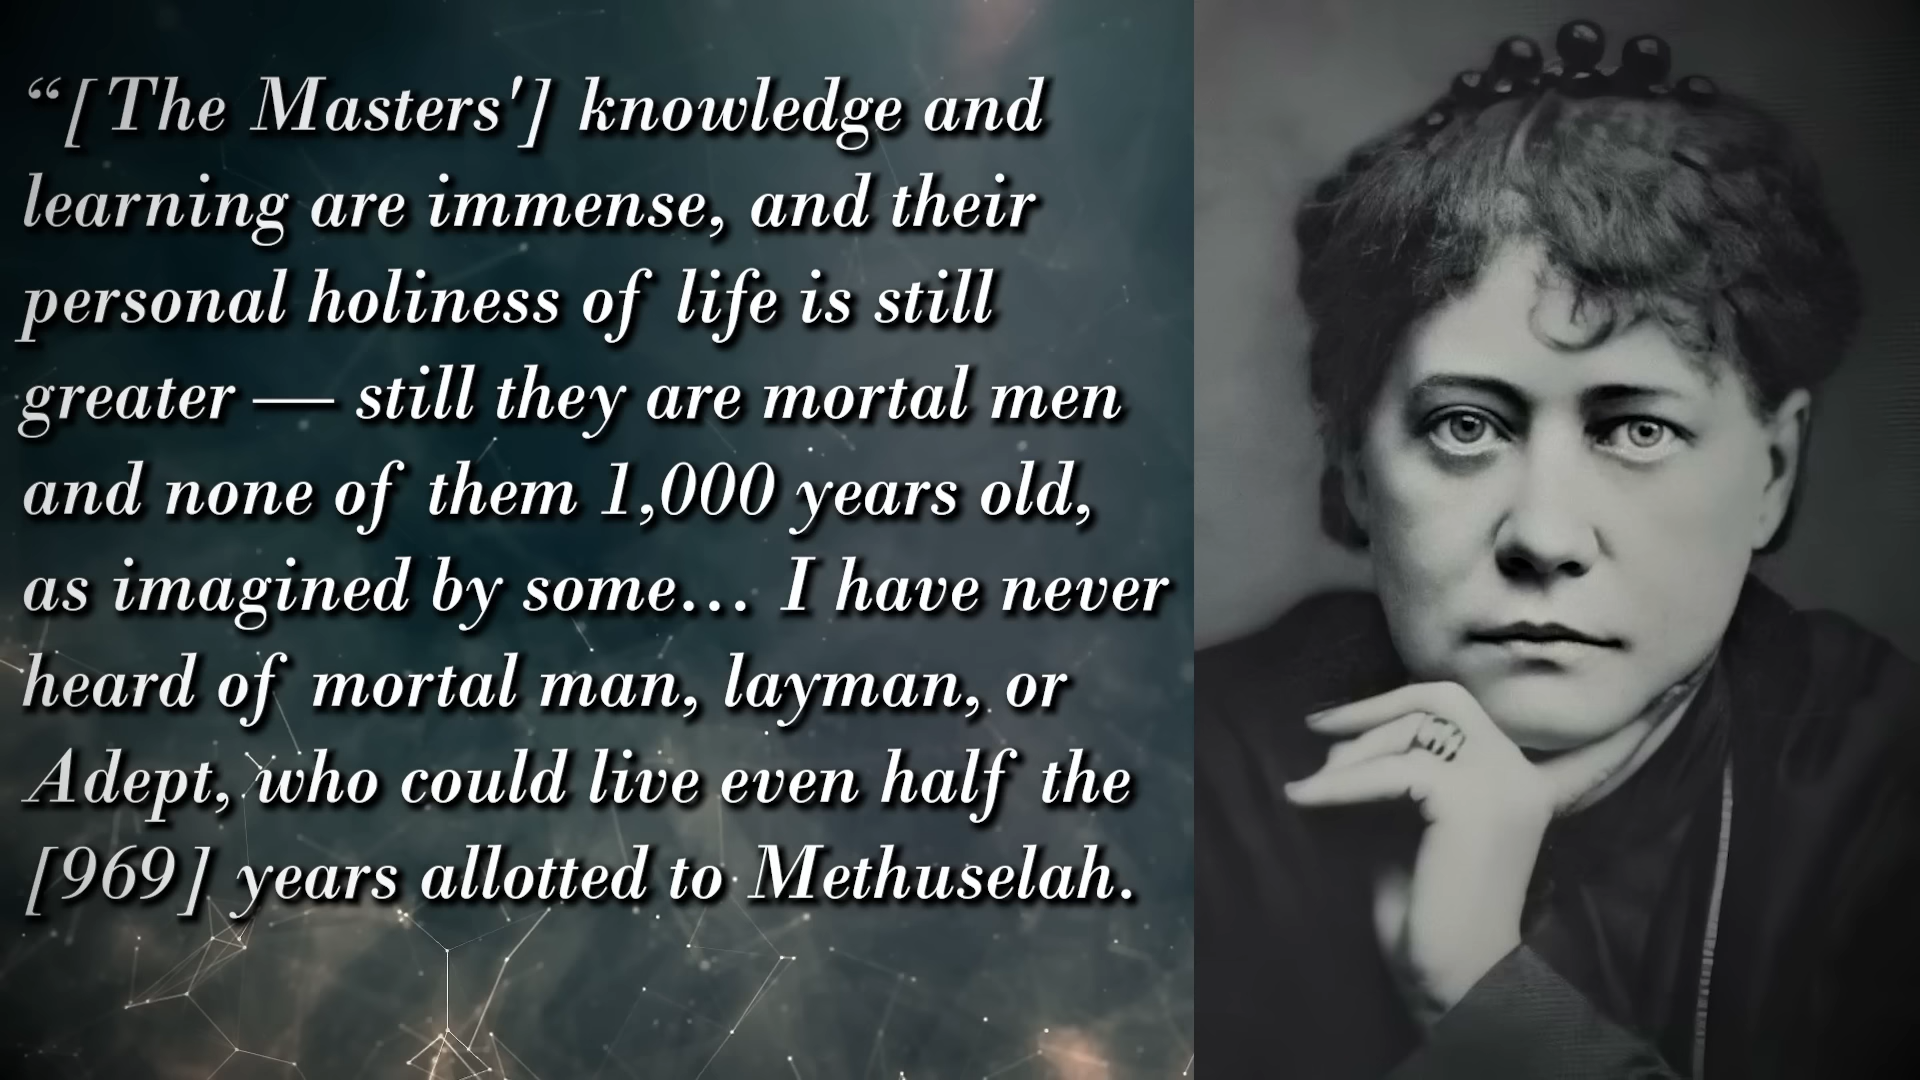 “[The Masters'] knowledge and
learning are immense, and their
personal holiness of life is still
greater — still they are mortal men
and none of them 1,000 years old,
as imagined by some… I have never
heard of mortal man, layman, or
Adept, who could live even half the
[969] years allotted to Methuselah.